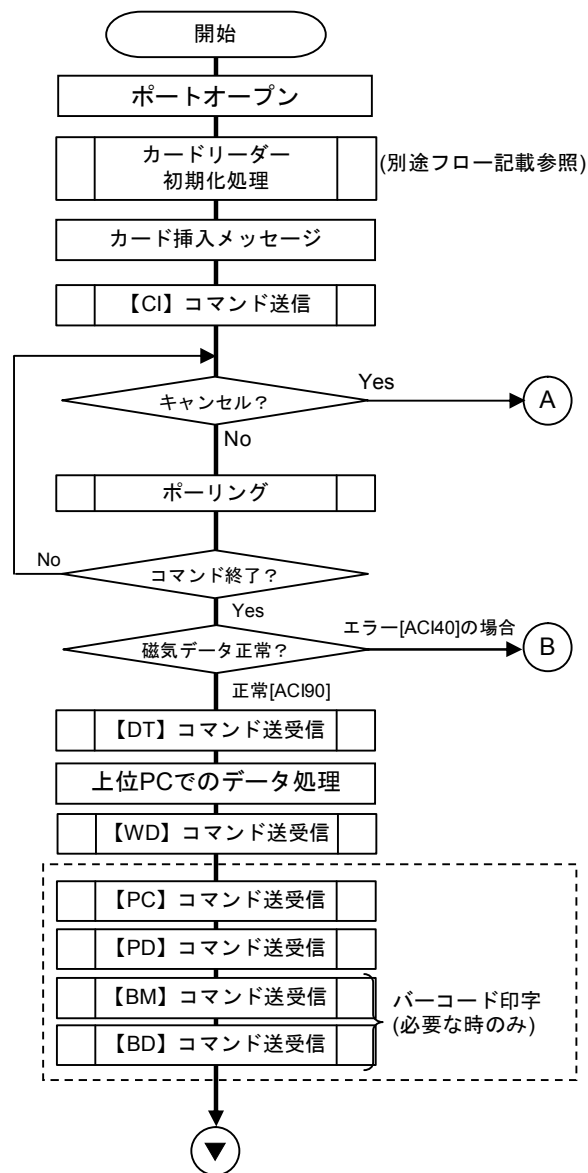 開始
ポートオープン
カードリーダー
初期化処理
(別途フロー記載参照)
カード挿入メッセージ
【CI】コマンド送信
キャンセル？
Yes
A
No
ポーリング
コマンド終了？
No
Yes
磁気データ正常？
エラー[ACI40]の場合
B
正常[ACI90]
【DT】コマンド送受信
上位PCでのデータ処理
【WD】コマンド送受信
【PC】コマンド送受信
【PD】コマンド送受信
【BM】コマンド送受信
【BD】コマンド送受信
バーコード印字
(必要な時のみ)
▼